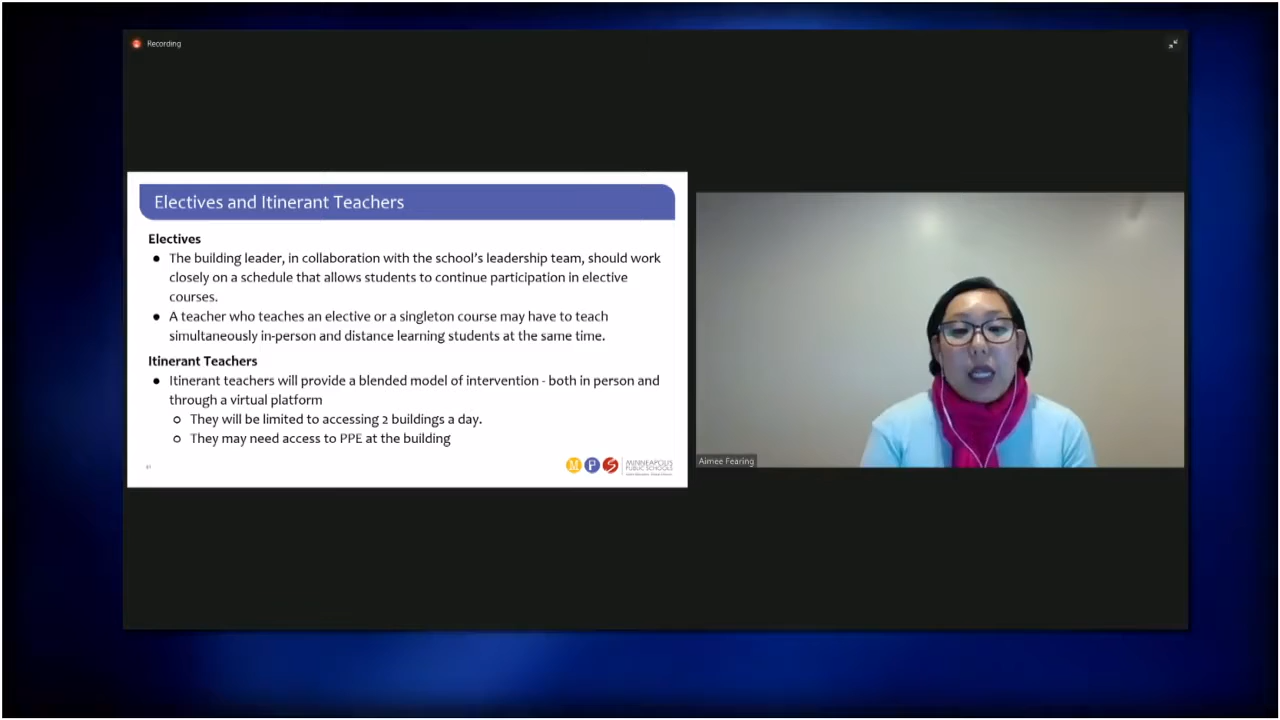 Recording
Electives and Itinerant Teachers
Electives
● The building leader, in collaboration with the school's leadership team, should work
closely on a schedule that allows students to continue participation in elective
courses.
● A teacher who teaches an elective or a singleton course may have to teach
simultaneously in-person and distance learning students at the same time.
Itinerant Teachers
● Itinerant teachers will provide a blended model of intervention - both in person and
through a virtual platform
○ They will be limited to accessing 2 buildings a day.
○ They may need access to PPE at the building
M P S MINNEAPOLIS
PUBLIC SCHOOLS
Aimee Fearing